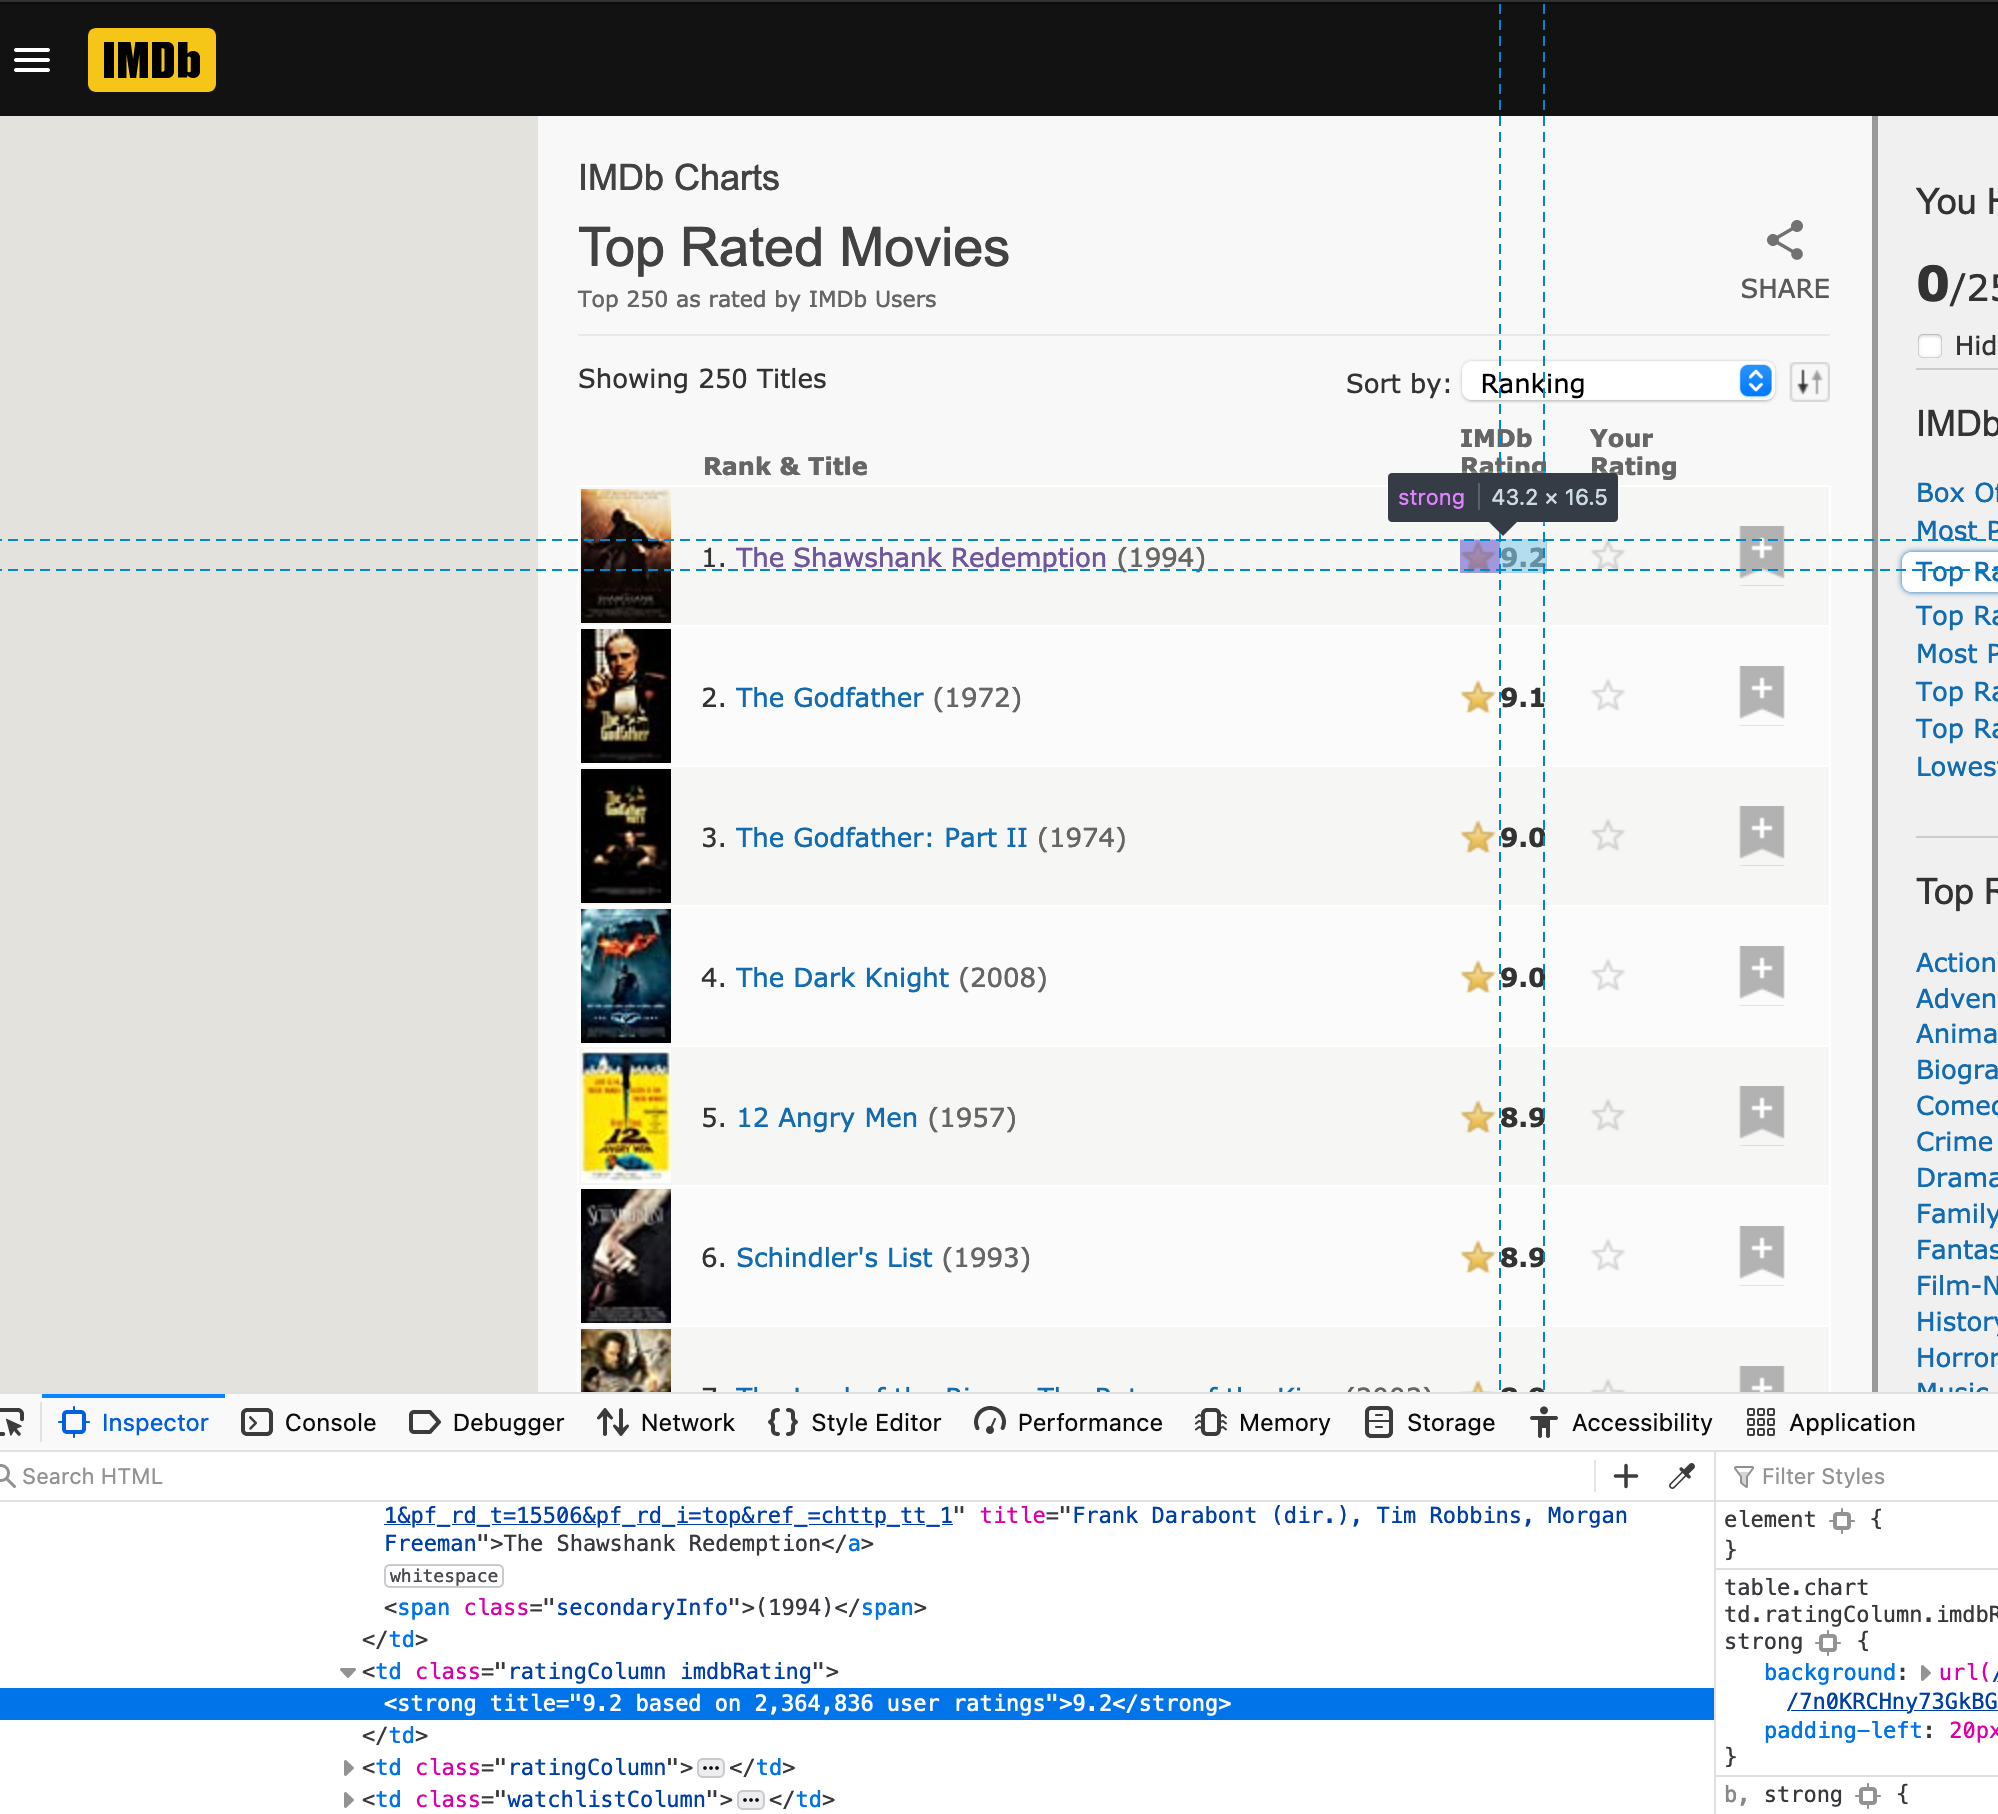 IMDb
IMDb Charts
Top Rated Movies
Top 250 as rated by IMDb Users
SHARE
Showing 250 Titles
Sort by: Ranking
Rank & Title
IMDb Rating
Your Rating
strong 43.2 × 16.5
1. The Shawshank Redemption (1994) 9.2
2. The Godfather (1972) 9.1
3. The Godfather: Part II (1974) 9.0
4. The Dark Knight (2008) 9.0
5. 12 Angry Men (1957) 8.9
6. Schindler's List (1993) 8.9
You H
0/25
Hid
IMDb
Box Of
Most P
Top Ra
Top Ra
Most P
Top Ra
Top Ra
Lowes
Top R
Action
Adven
Anima
Biogra
Comed
Crime
Drama
Family
Fantas
Film-N
History
Horror
Inspector Console Debugger Network Style Editor Performance Memory Storage Accessibility Application
Search HTML
Filter Styles
1&pf_rd_t=15506&pf_rd_i=top&ref_=chttp_tt_1" title="Frank Darabont (dir.), Tim Robbins, Morgan
Freeman">The Shawshank Redemption</a>
whitespace
<span class="secondaryInfo">(1994)</span>
</td>
<td class="ratingColumn imdbRating">
<strong title="9.2 based on 2,364,836 user ratings">9.2</strong>
</td>
<td class="ratingColumn">…</td>
<td class="watchlistColumn">…</td>
element {
}
table.chart
td.ratingColumn.imdbR
strong {
background: url(/
/7n0KRCHny73GkBG
padding-left: 20px
}
b, strong {